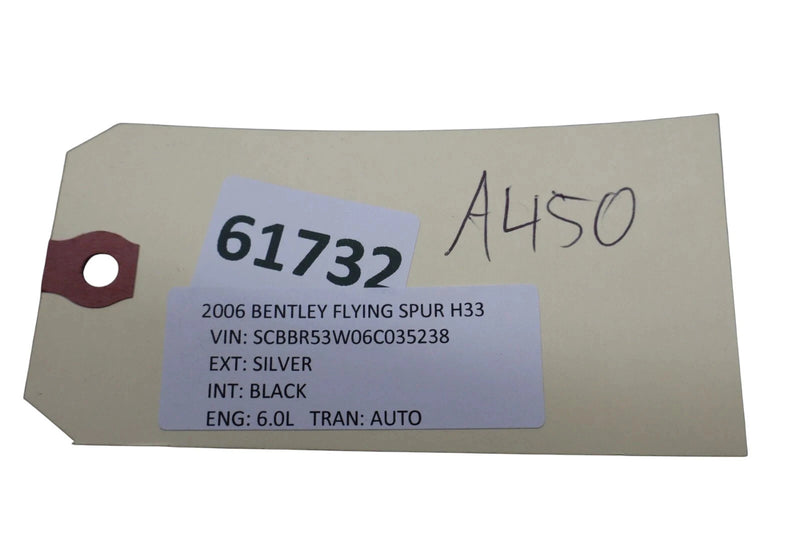 A450
61732
2006 BENTLEY FLYING SPUR H33
VIN: SCBBR53W06C035238
EXT: SILVER
INT: BLACK
ENG: 6.0L TRAN: AUTO